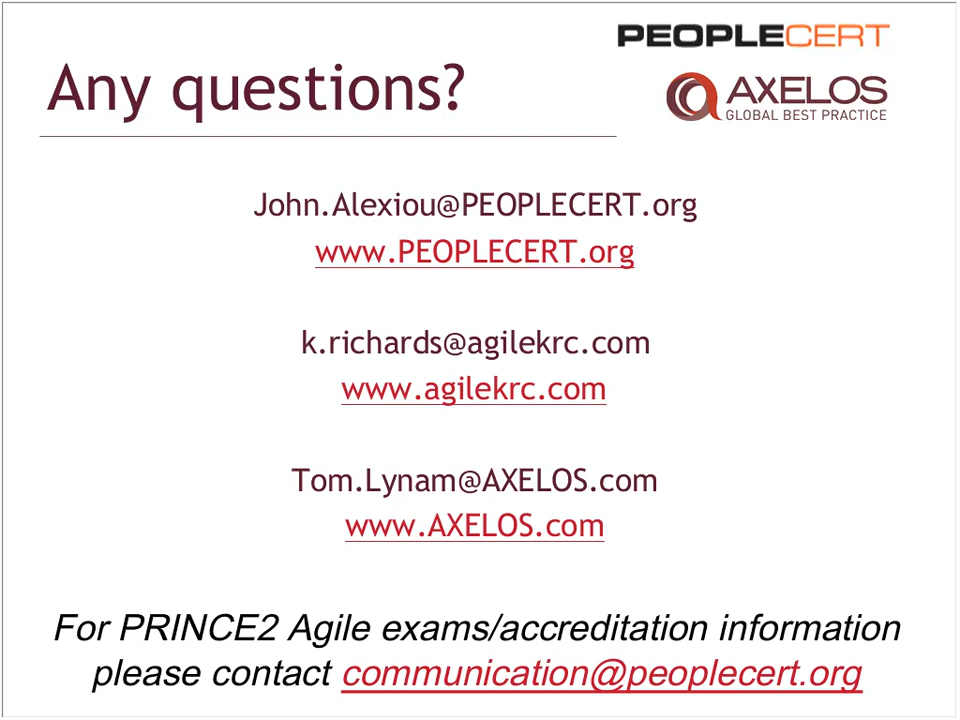 PEOPLECERT
Any questions?
AXELOS
GLOBAL BEST PRACTICE
John.Alexiou@PEOPLECERT.org
www.PEOPLECERT.org
k.richards@agilekrc.com
www.agilekrc.com
Tom.Lynam@AXELOS.com
www.AXELOS.com
For PRINCE2 Agile exams/accreditation information
please contact communication@peoplecert.org